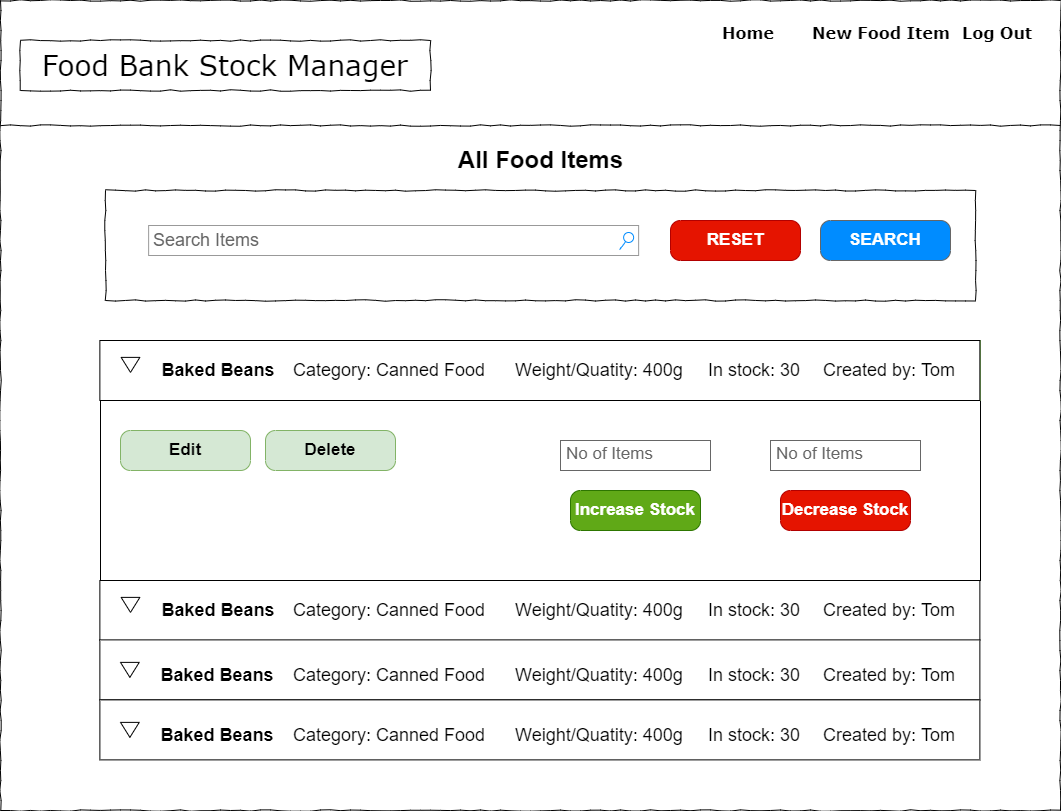 Home New Food Item Log Out
Food Bank Stock Manager
All Food Items
Search Items RESET SEARCH
Baked Beans Category: Canned Food Weight/Quatity: 400g In stock: 30 Created by: Tom
Edit Delete No of Items No of Items
Increase Stock Decrease Stock
Baked Beans Category: Canned Food Weight/Quatity: 400g In stock: 30 Created by: Tom
Baked Beans Category: Canned Food Weight/Quatity: 400g In stock: 30 Created by: Tom
Baked Beans Category: Canned Food Weight/Quatity: 400g In stock: 30 Created by: Tom